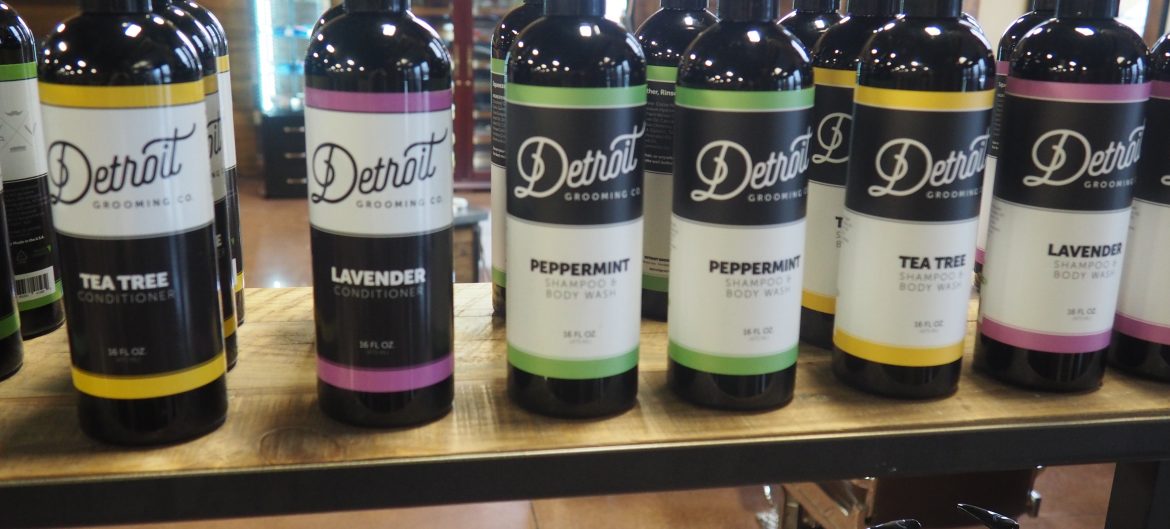 Detroit
GROOMING CO.
TEA TREE
CONDITIONER
16 FL OZ.
Detroit
GROOMING CO.
LAVENDER
CONDITIONER
16 FL OZ.
Detroit
GROOMING CO.
PEPPERMINT
SHAMPOO &
BODY WASH
16 FL OZ.
Detroit
GROOMING CO.
PEPPERMINT
SHAMPOO &
BODY WASH
16 FL OZ.
Detroit
GROOMING CO.
TEA TREE
SHAMPOO &
BODY WASH
16 FL OZ.
Detroit
GROOMING CO.
LAVENDER
SHAMPOO &
BODY WASH
16 FL OZ.